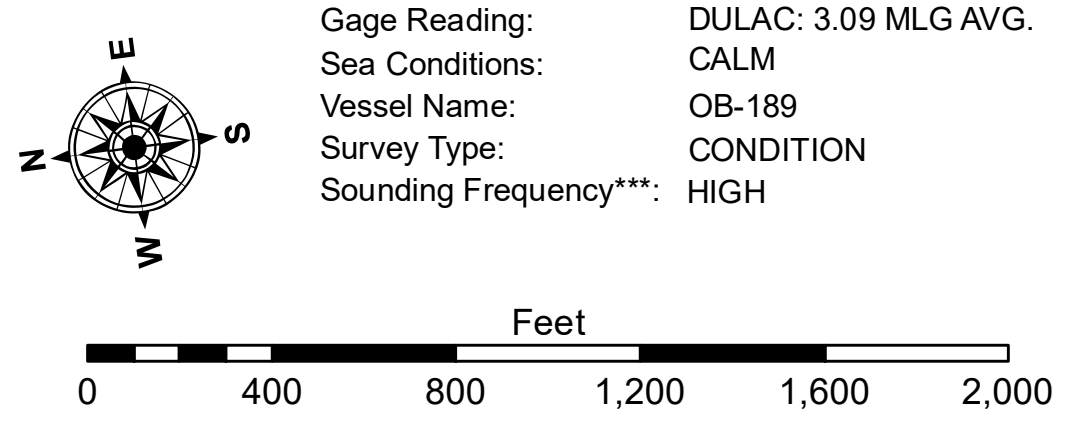 E
N
S
W
Gage Reading: DULAC: 3.09 MLG AVG.
Sea Conditions: CALM
Vessel Name: OB-189
Survey Type: CONDITION
Sounding Frequency***: HIGH
Feet
0 400 800 1,200 1,600 2,000